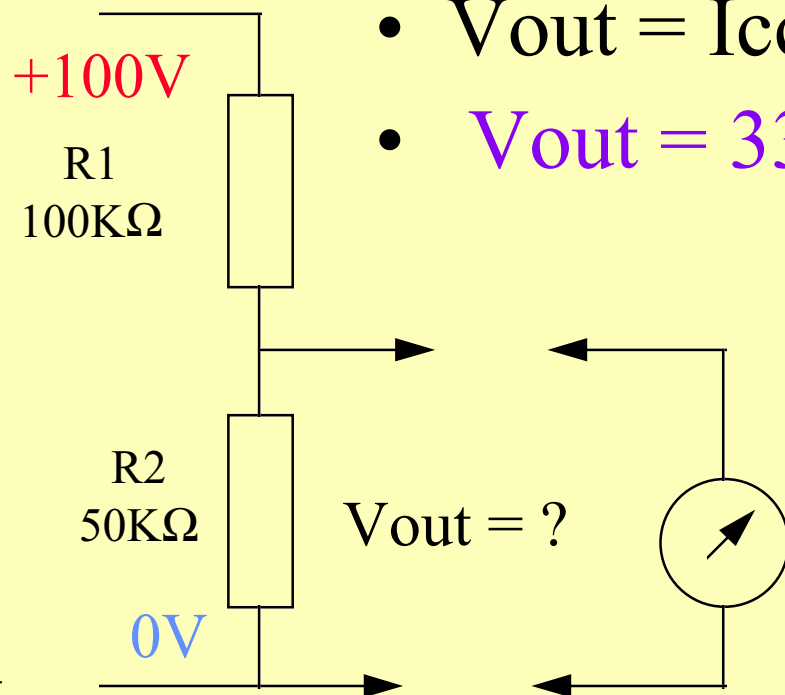 • Vout =
• Vout =
+100V
R1
100KΩ
R2
50KΩ
Vout = ?
0V